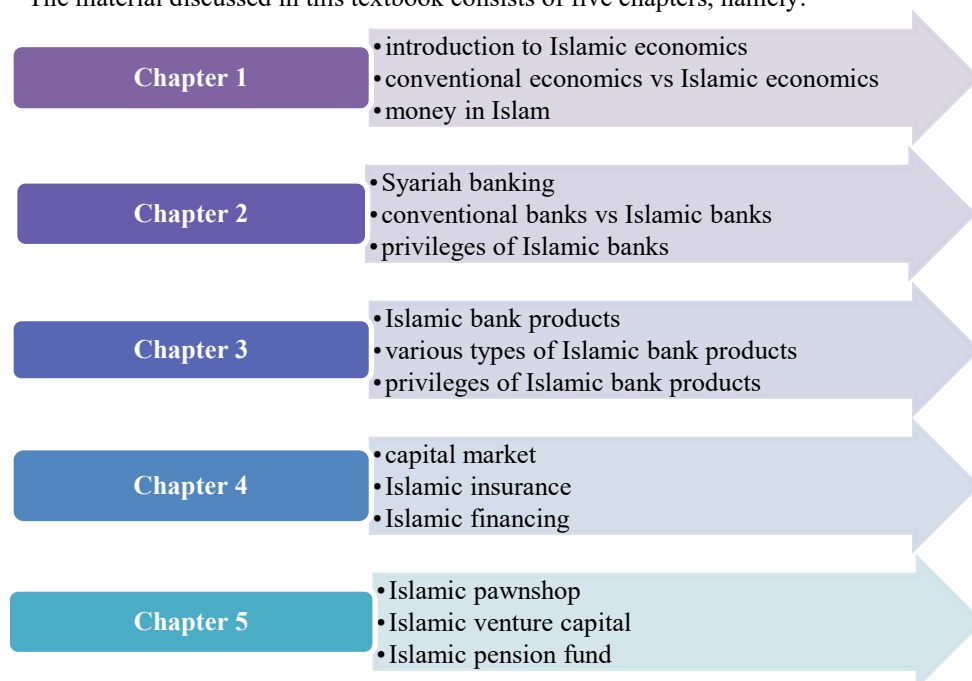 The material discussed in this textbook consists of five chapters, namely:
Chapter 1
•introduction to Islamic economics
•conventional economics vs Islamic economics
•money in Islam
Chapter 2
•Syariah banking
•conventional banks vs Islamic banks
•privileges of Islamic banks
Chapter 3
•Islamic bank products
•various types of Islamic bank products
•privileges of Islamic bank products
Chapter 4
•capital market
•Islamic insurance
•Islamic financing
Chapter 5
•Islamic pawnshop
•Islamic venture capital
•Islamic pension fund